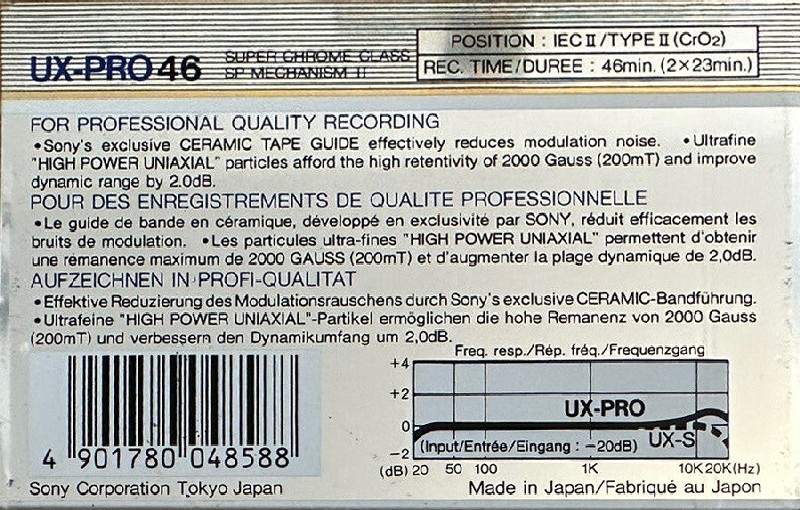 UX-PRO 46 SUPER CHROME CLASS
SP MECHANISM II
POSITION : IEC II/TYPE II (CrO2)
REC. TIME/DUREE : 46min. (2×23min.)
FOR PROFESSIONAL QUALITY RECORDING
•Sony's exclusive CERAMIC TAPE GUIDE effectively reduces modulation noise. •Ultrafine
"HIGH POWER UNIAXIAL" particles afford the high retentivity of 2000 Gauss (200mT) and improve
dynamic range by 2.0dB.
POUR DES ENREGISTREMENTS DE QUALITE PROFESSIONNELLE
•Le guide de bande en céramique, développé en exclusivité par SONY, réduit efficacement les
bruits de modulation. •Les particules ultra-fines "HIGH POWER UNIAXIAL" permettent d'obtenir
une rémanence maximum de 2000 GAUSS (200mT) et d'augmenter la plage dynamique de 2,0dB.
AUFZEICHNEN IN PROFI-QUALITAT
•Effektive Reduzierung des Modulationsrauschens durch Sony's exclusive CERAMIC-Bandführung.
•Ultrafeine "HIGH POWER UNIAXIAL"-Partikel ermöglichen die hohe Remanenz von 2000 Gauss
(200mT) und verbessern den Dynamikumfang um 2,0dB.
Freq. resp./Rép. fréq./Frequenzgang
+4
+2
UX-PRO
0
(Input/Entrée/Eingang : −20dB) UX-S
−2
(dB) 20 50 100 1K 10K 20K(Hz)
4 901780 048588
Sony Corporation Tokyo Japan
Made in Japan/Fabriqué au Japon